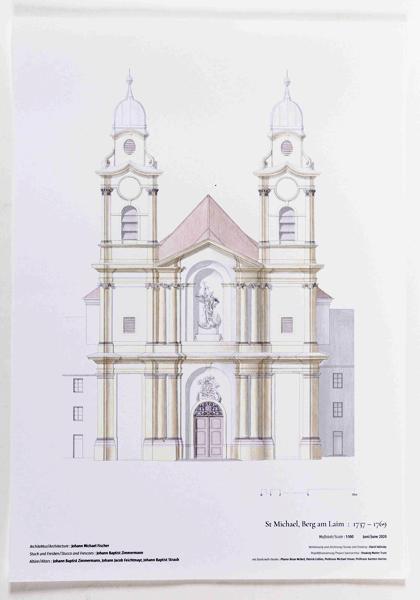 St Michael, Berg am Laim : 1737 – 1769
Maßstab/Scale : 1:100 Juni/June 2020
Architektur/Architecture : Johann Michael Fischer
Stuck und Fresken/Stucco and Frescoes : Johann Baptist Zimmermann
Altäre/Altars : Johann Baptist Zimmermann, Johann Jacob Feichtmayr, Johann Baptist Straub